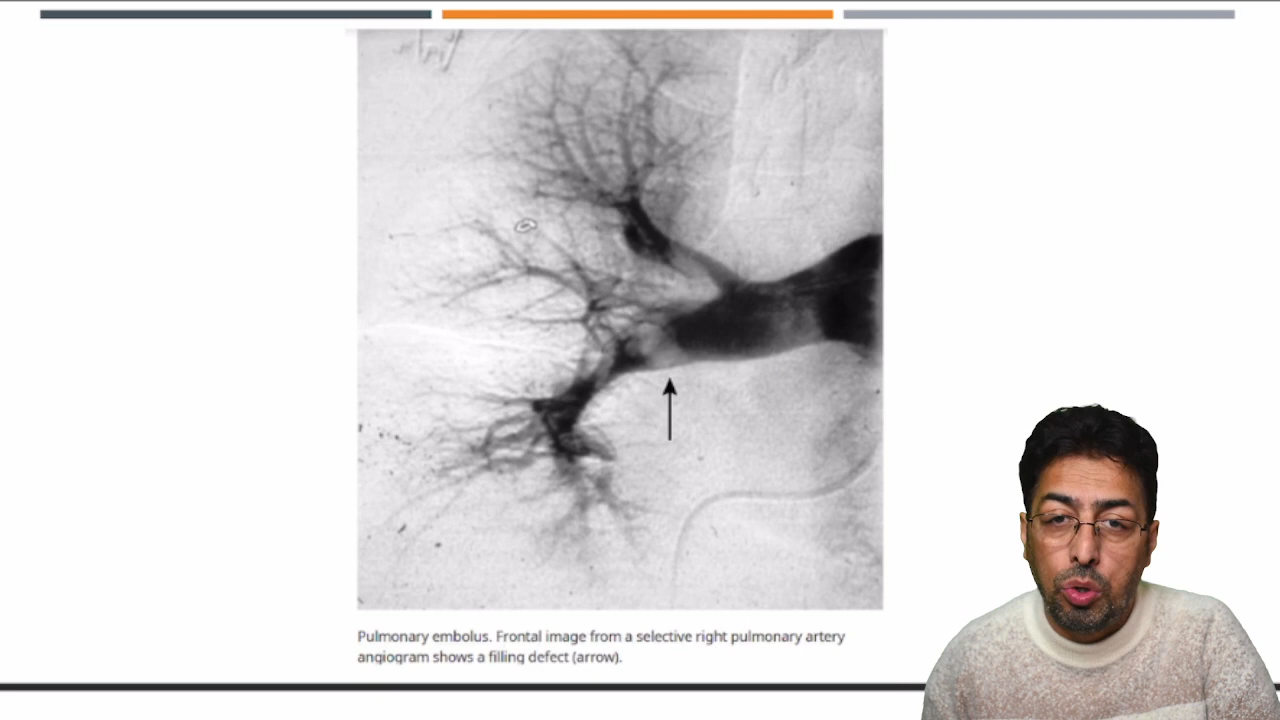 Pulmonary embolus. Frontal image from a selective right pulmonary artery
angiogram shows a filling defect (arrow).